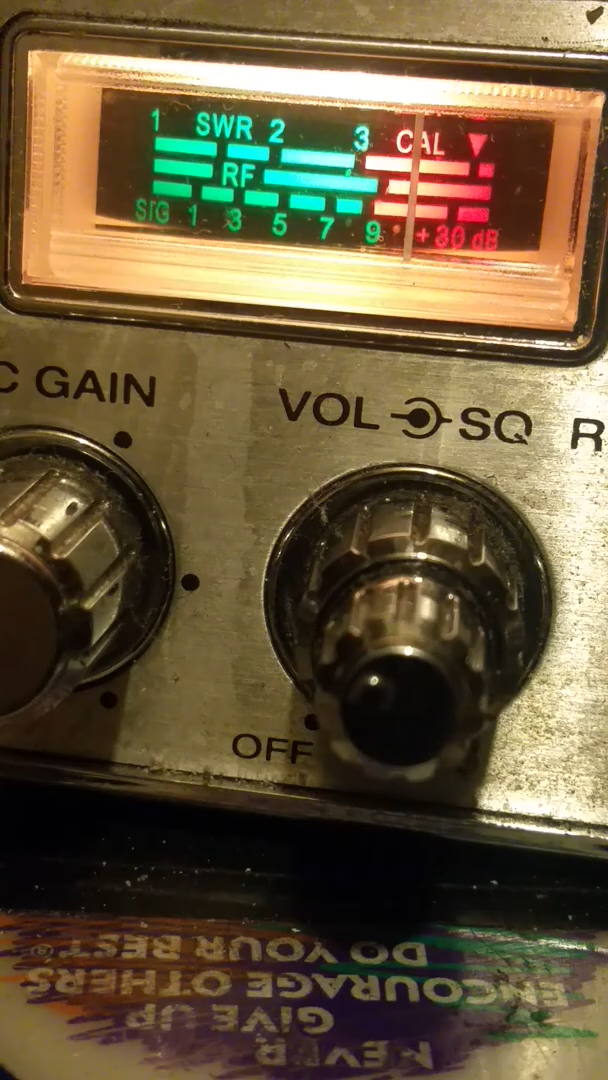 1 SWR 2 3 CAL
RF
SIG 1 3 5 7 9 +30 dB
C GAIN
VOL SQ R
OFF
NEVER
GIVE UP
ENCOURAGE OTHERS
DO YOUR BEST®